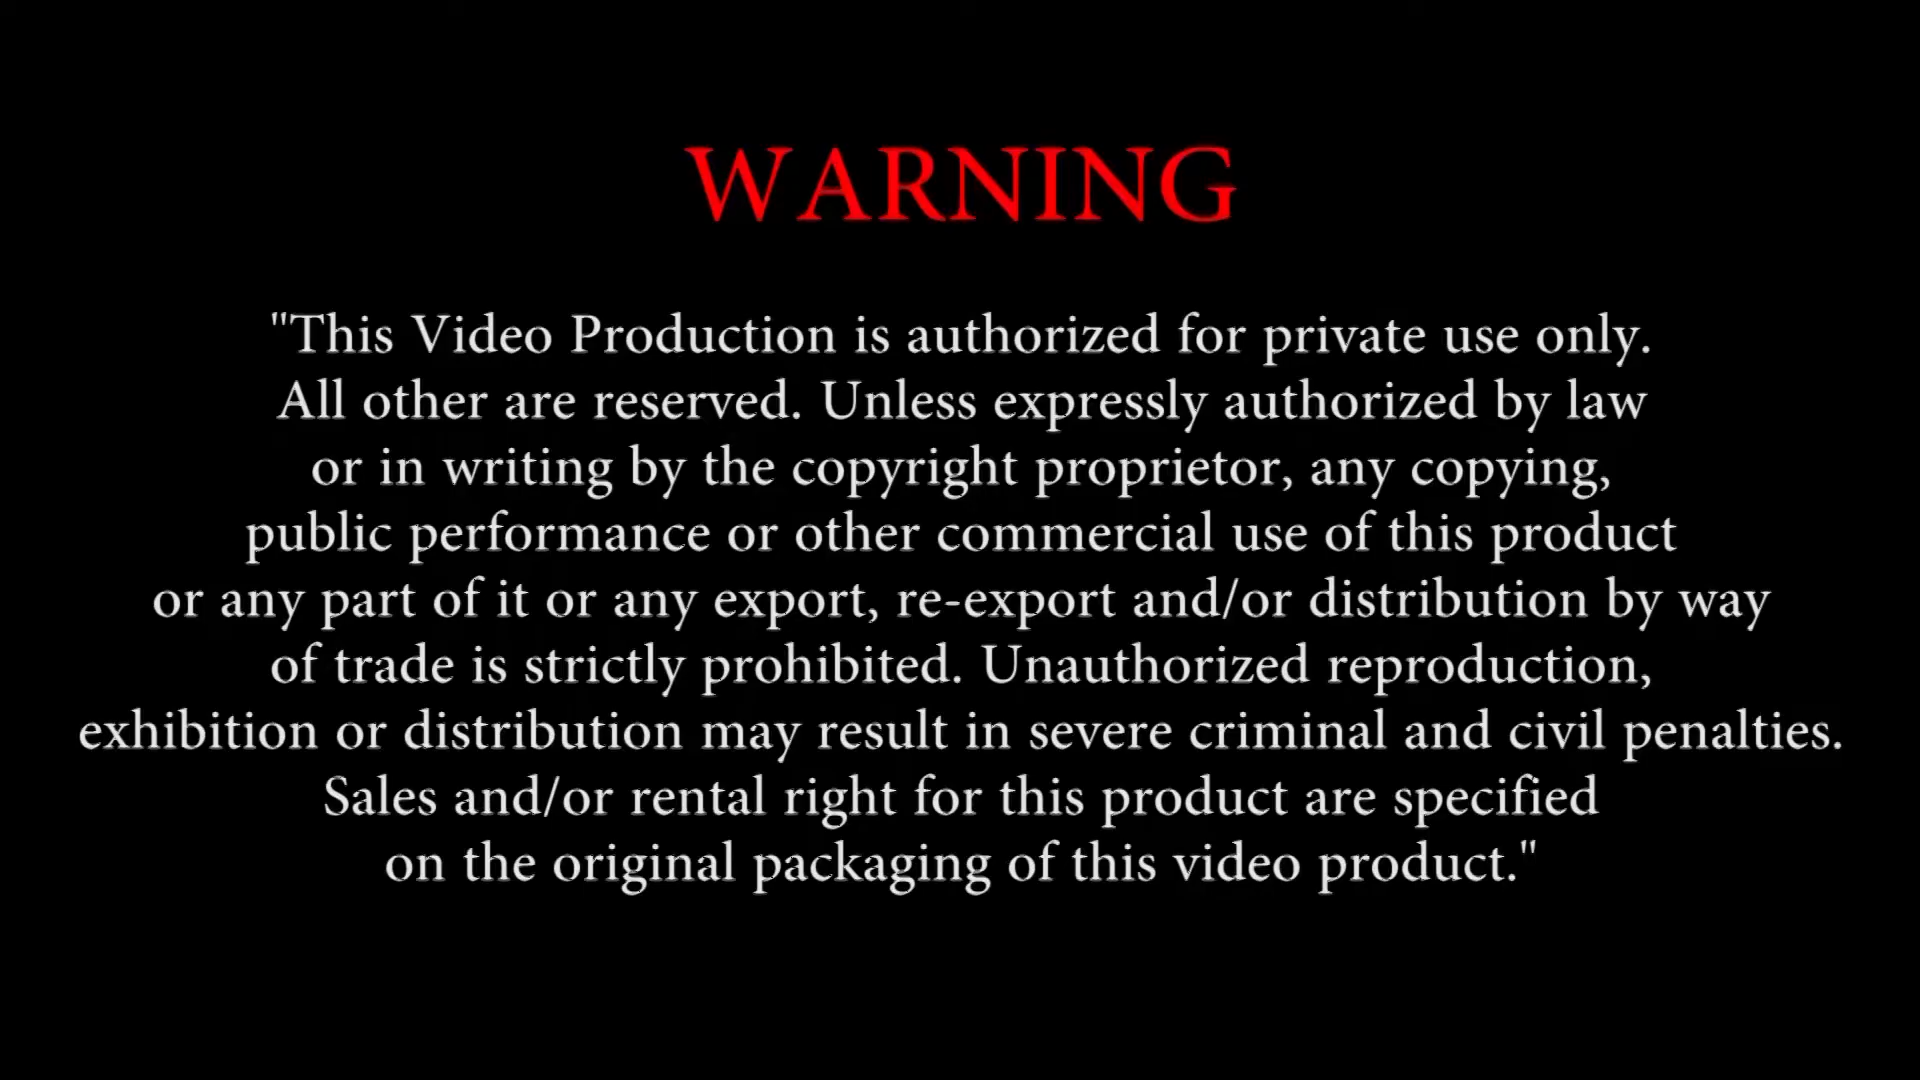 WARNING
"This Video Production is authorized for private use only.
All other are reserved. Unless expressly authorized by law
or in writing by the copyright proprietor, any copying,
public performance or other commercial use of this product
or any part of it or any export, re-export and/or distribution by way
of trade is strictly prohibited. Unauthorized reproduction,
exhibition or distribution may result in severe criminal and civil penalties.
Sales and/or rental right for this product are specified
on the original packaging of this video product."